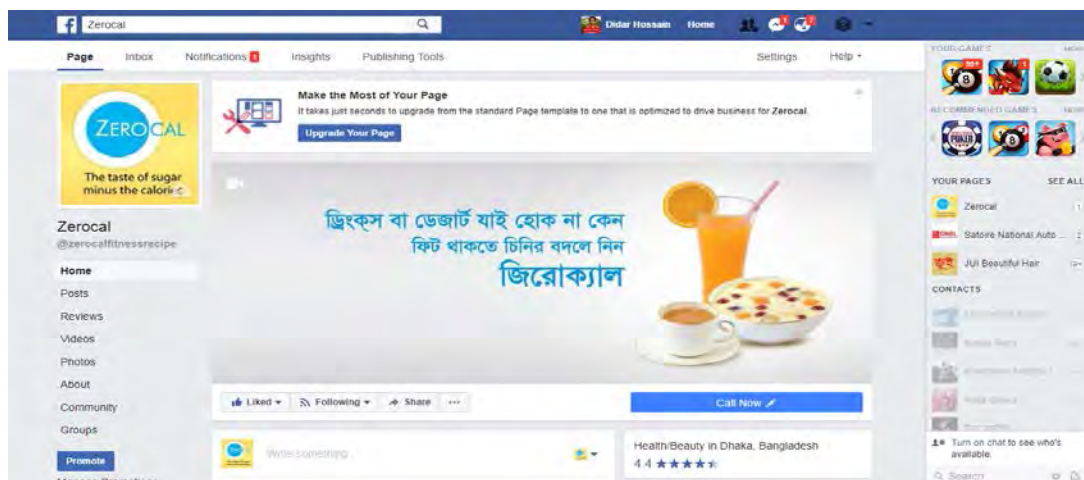 Zerocal
Didar Hossain Home
Page Inbox Notifications 1 Insights Publishing Tools Settings Help
ZEROCAL
The taste of sugar
minus the calories
Zerocal
@zerocalfitnessrecipe
Home
Posts
Reviews
Videos
Photos
About
Community
Groups
Promote
Make the Most of Your Page
It takes just seconds to upgrade from the standard Page template to one that is optimized to drive business for Zerocal.
Upgrade Your Page
ড্রিংক্স বা ডেজার্ট যাই হোক না কেন
ফিট থাকতে চিনির বদলে নিন
জিরোক্যাল
Liked Following Share
Call Now
Write something...
Health/Beauty in Dhaka, Bangladesh
4.4 ★★★★
YOUR GAMES MORE
RECOMMENDED GAMES MORE
YOUR PAGES SEE ALL
Zerocal 1
National Auto ... 2
JUI Beautiful Hair
CONTACTS
Turn on chat to see who's
available.
Search